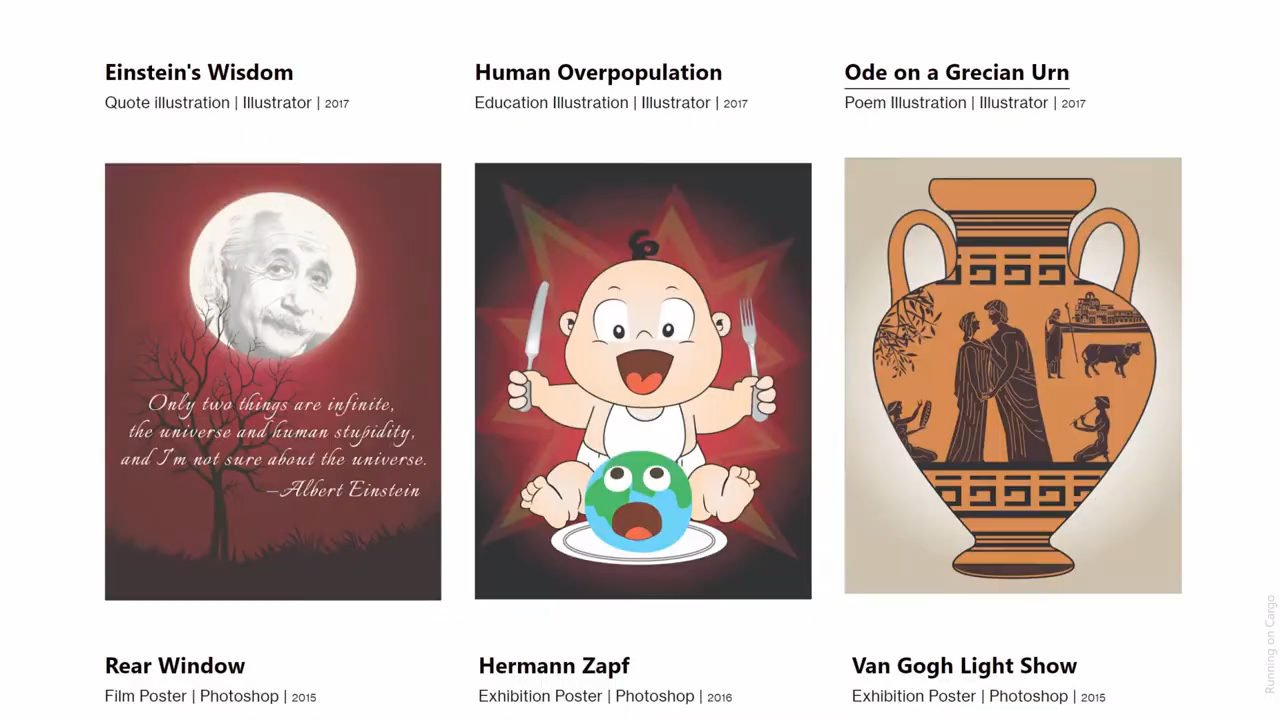 Einstein's Wisdom
Quote illustration | Illustrator | 2017
Human Overpopulation
Education Illustration | Illustrator | 2017
Ode on a Grecian Urn
Poem Illustration | Illustrator | 2017
Only two things are infinite,
the universe and human stupidity,
and I'm not sure about the universe.
—Albert Einstein
Rear Window
Film Poster | Photoshop | 2015
Hermann Zapf
Exhibition Poster | Photoshop | 2016
Van Gogh Light Show
Exhibition Poster | Photoshop | 2015
Running on Cargo